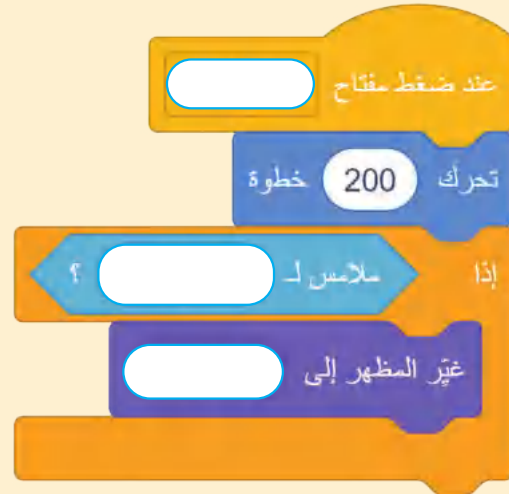 عند ضغط مفتاح
تحرك 200 خطوة
إذا ملامس لـ ؟
غيِّر المظهر إلى